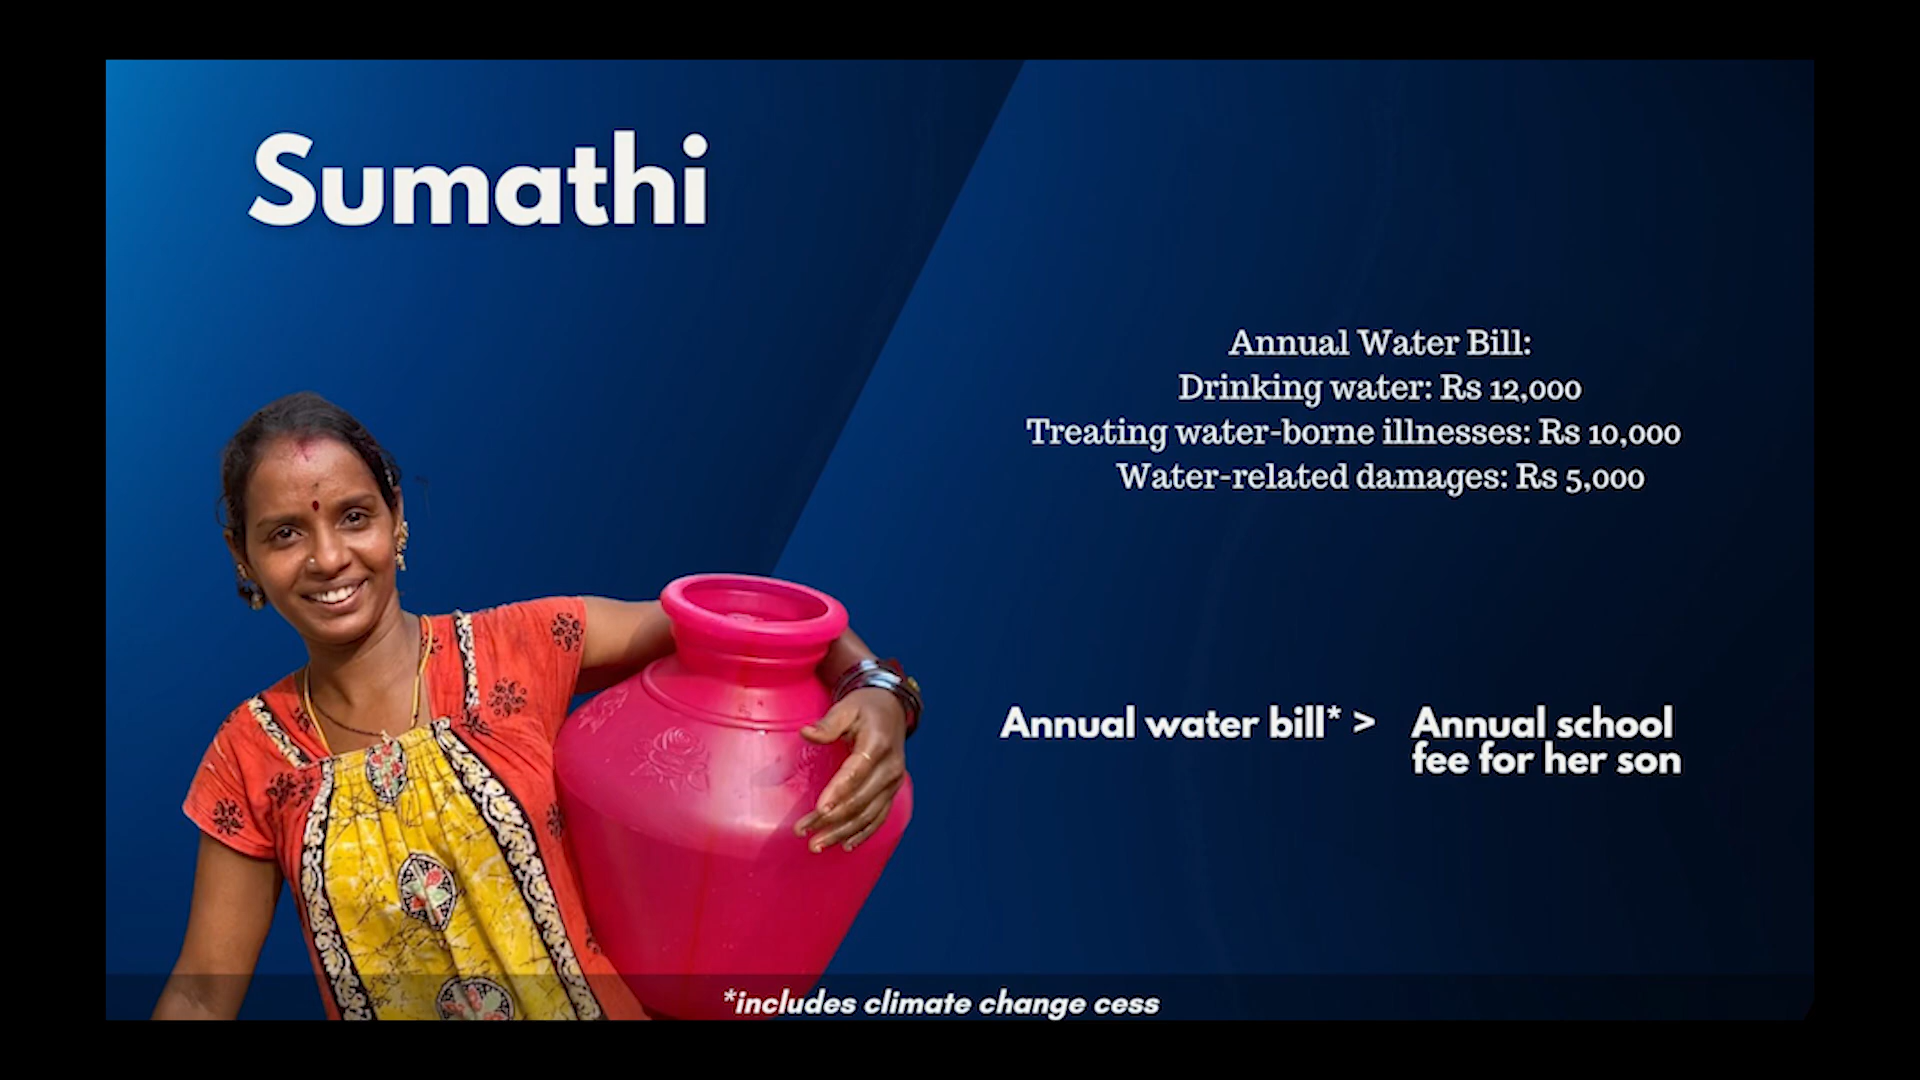 Sumathi
Annual Water Bill:
Drinking water: Rs 12,000
Treating water-borne illnesses: Rs 10,000
Water-related damages: Rs 5,000
Annual water bill* > Annual school
fee for her son
*includes climate change cess